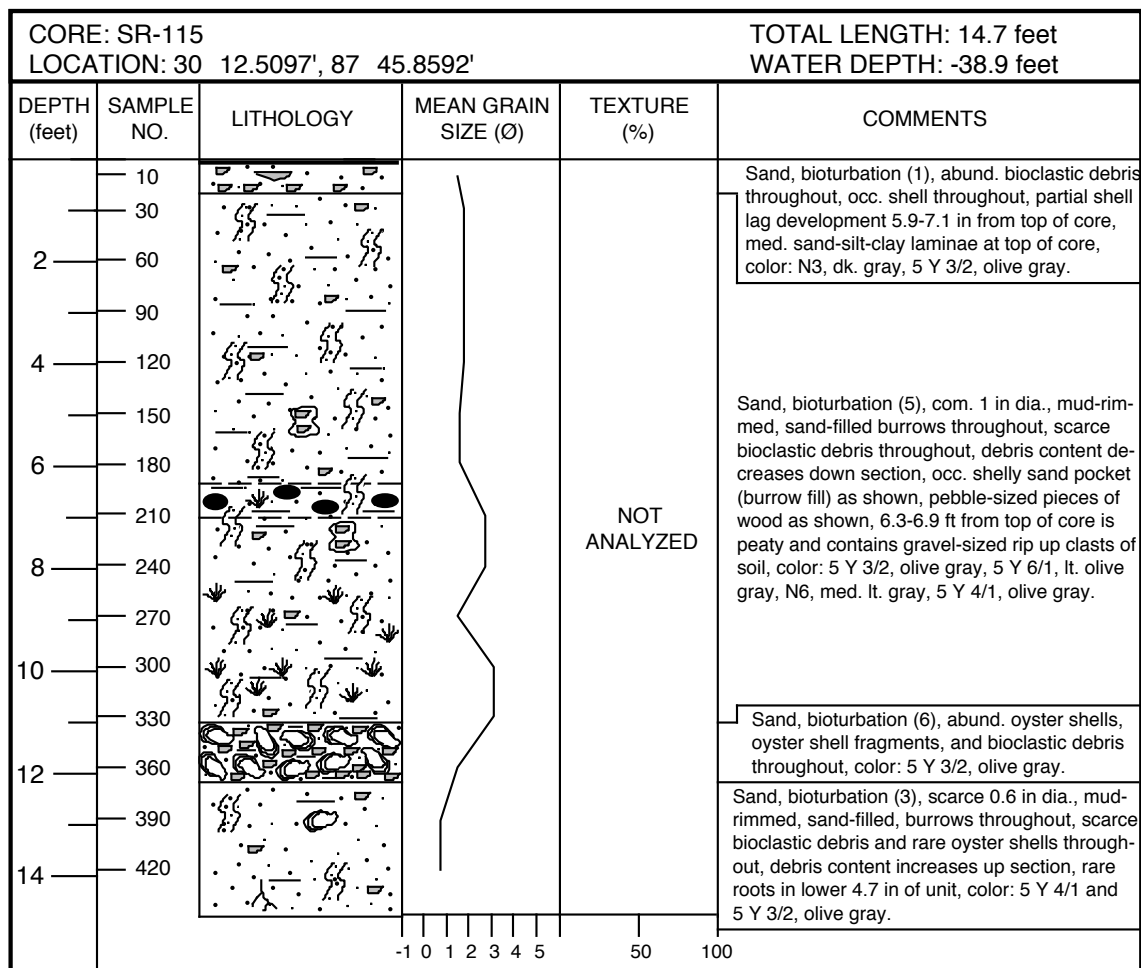 CORE: SR-115
TOTAL LENGTH: 14.7 feet
LOCATION: 30 12.5097', 87 45.8592'
WATER DEPTH: -38.9 feet
DEPTH (feet)
SAMPLE NO.
LITHOLOGY
MEAN GRAIN SIZE (Ø)
TEXTURE (%)
COMMENTS
10
30
2
60
90
4
120
150
6
180
210
8
240
270
10
300
330
12
360
390
14
420
NOT
ANALYZED
Sand, bioturbation (1), abund. bioclastic debris
throughout, occ. shell throughout, partial shell
lag development 5.9-7.1 in from top of core,
med. sand-silt-clay laminae at top of core,
color: N3, dk. gray, 5 Y 3/2, olive gray.
Sand, bioturbation (5), com. 1 in dia., mud-rim-
med, sand-filled burrows throughout, scarce
bioclastic debris throughout, debris content de-
creases down section, occ. shelly sand pocket
(burrow fill) as shown, pebble-sized pieces of
wood as shown, 6.3-6.9 ft from top of core is
peaty and contains gravel-sized rip up clasts of
soil, color: 5 Y 3/2, olive gray, 5 Y 6/1, lt. olive
gray, N6, med. lt. gray, 5 Y 4/1, olive gray.
Sand, bioturbation (6), abund. oyster shells,
oyster shell fragments, and bioclastic debris
throughout, color: 5 Y 3/2, olive gray.
Sand, bioturbation (3), scarce 0.6 in dia., mud-
rimmed, sand-filled, burrows throughout, scarce
bioclastic debris and rare oyster shells through-
out, debris content increases up section, rare
roots in lower 4.7 in of unit, color: 5 Y 4/1 and
5 Y 3/2, olive gray.
-1 0 1 2 3 4 5
50 100